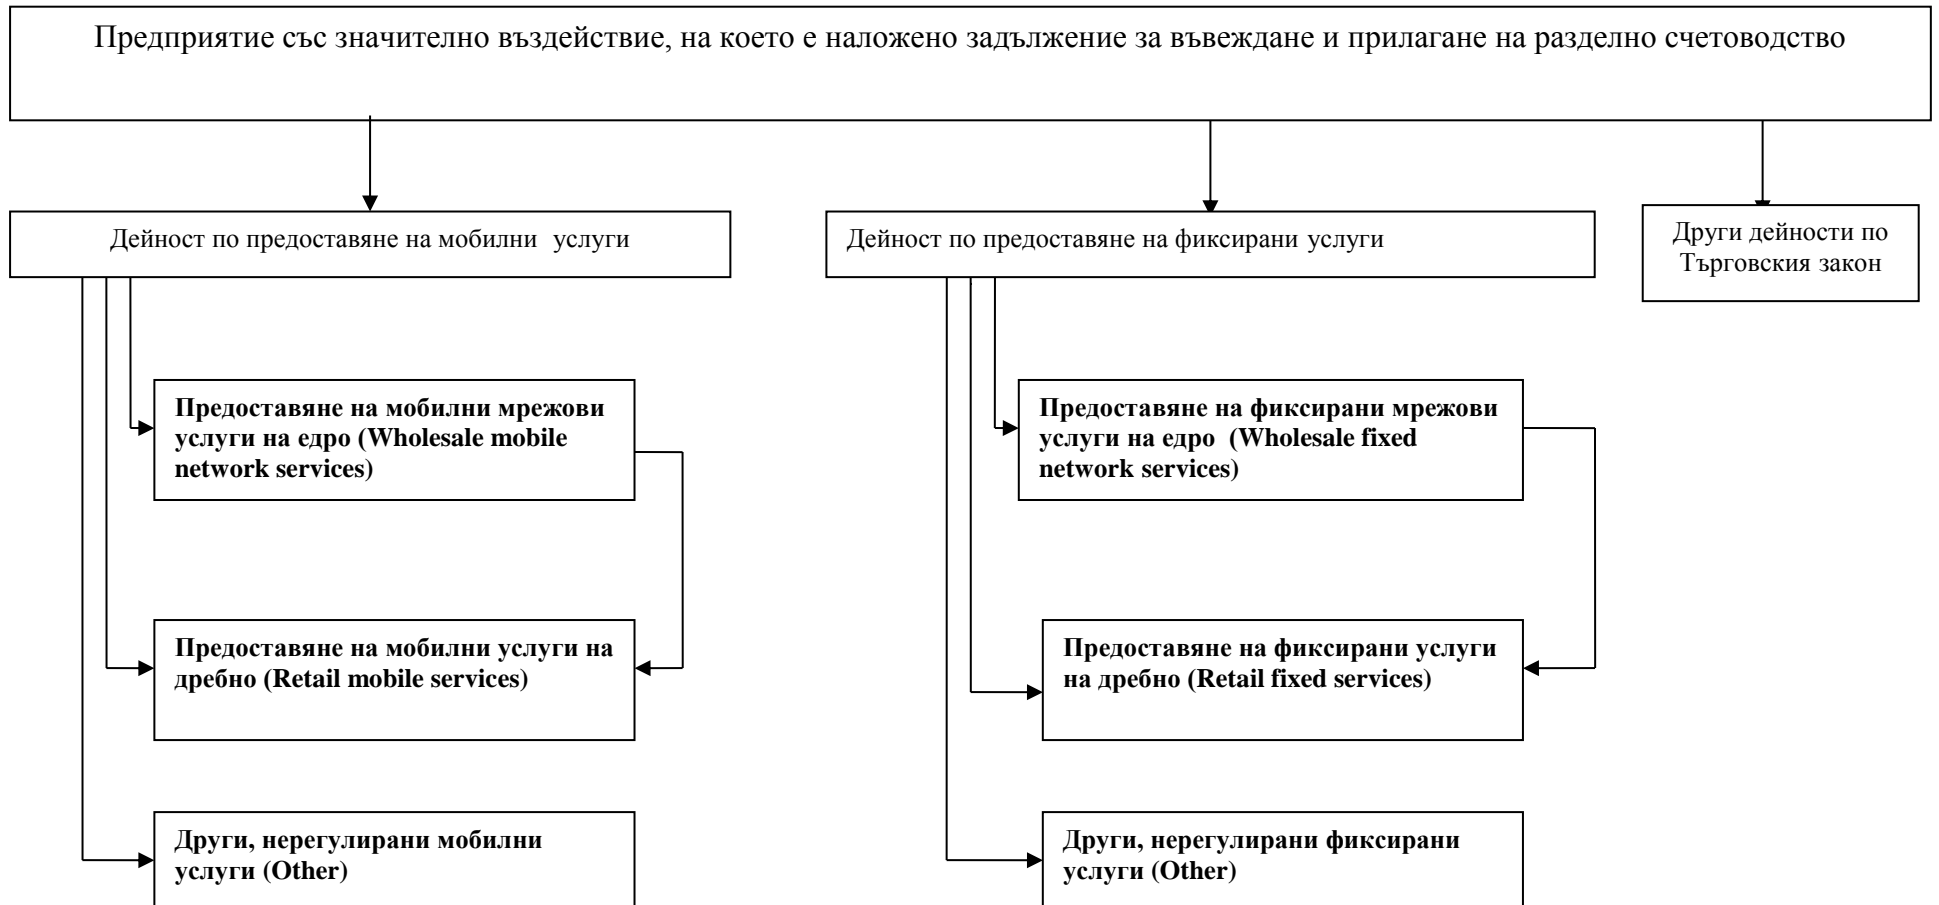 Предприятие със значително въздействие, на което е наложено задължение за въвеждане и прилагане на разделно счетоводство
Дейност по предоставяне на мобилни услуги
Дейност по предоставяне на фиксирани услуги
Други дейности по
Търговския закон
Предоставяне на мобилни мрежови
услуги на едро (Wholesale mobile
network services)
Предоставяне на фиксирани мрежови
услуги на едро (Wholesale fixed
network services)
Предоставяне на мобилни услуги на
дребно (Retail mobile services)
Предоставяне на фиксирани услуги
на дребно (Retail fixed services)
Други, нерегулирани мобилни
услуги (Other)
Други, нерегулирани фиксирани
услуги (Other)